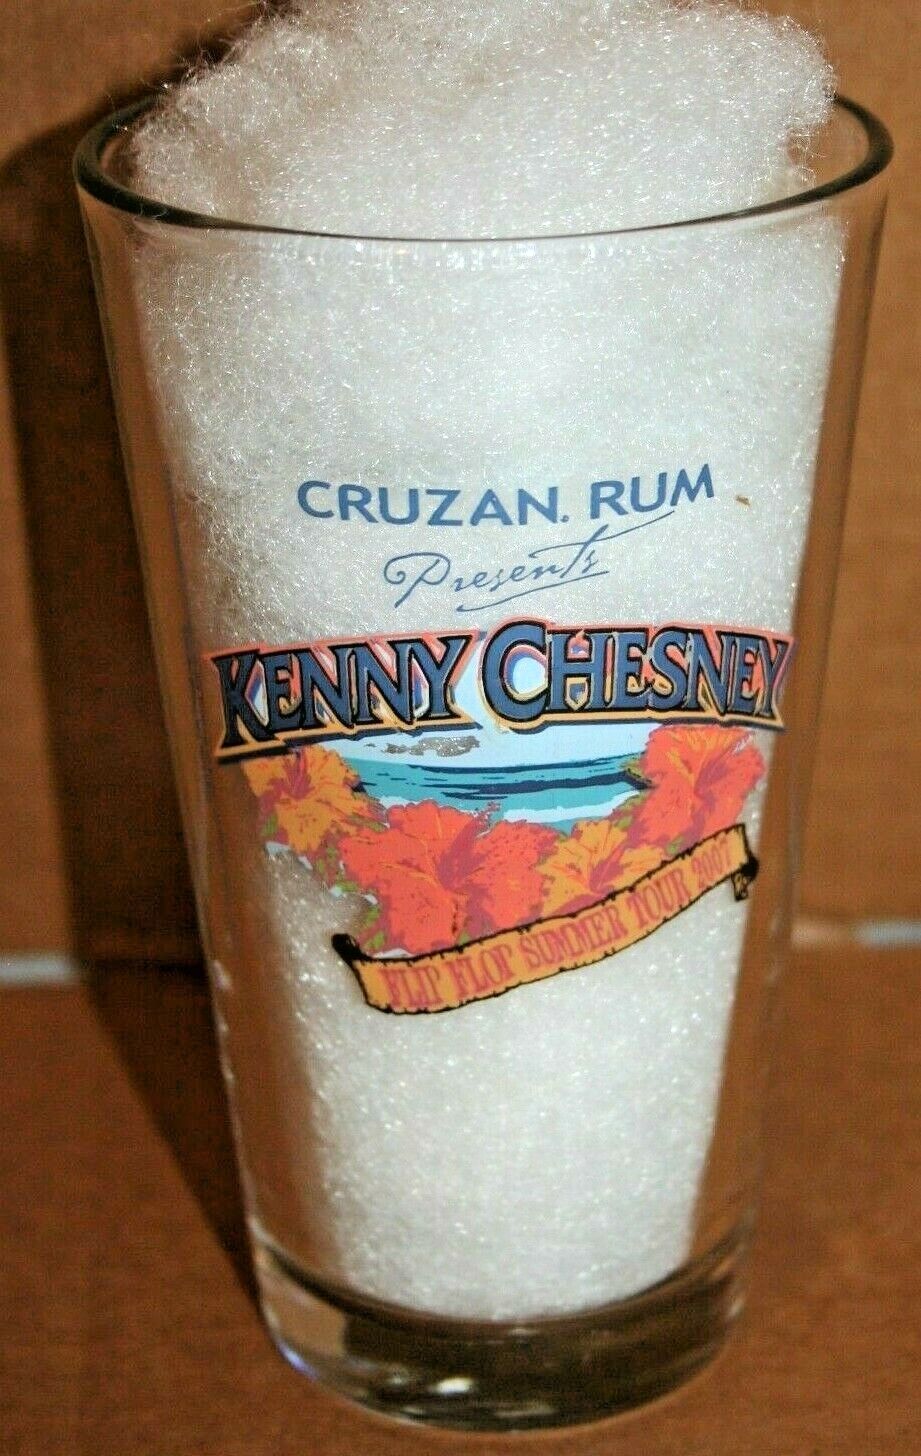 CRUZAN. RUM
Presents
KENNY CHESNEY
FLIP FLOP SUMMER TOUR 2007